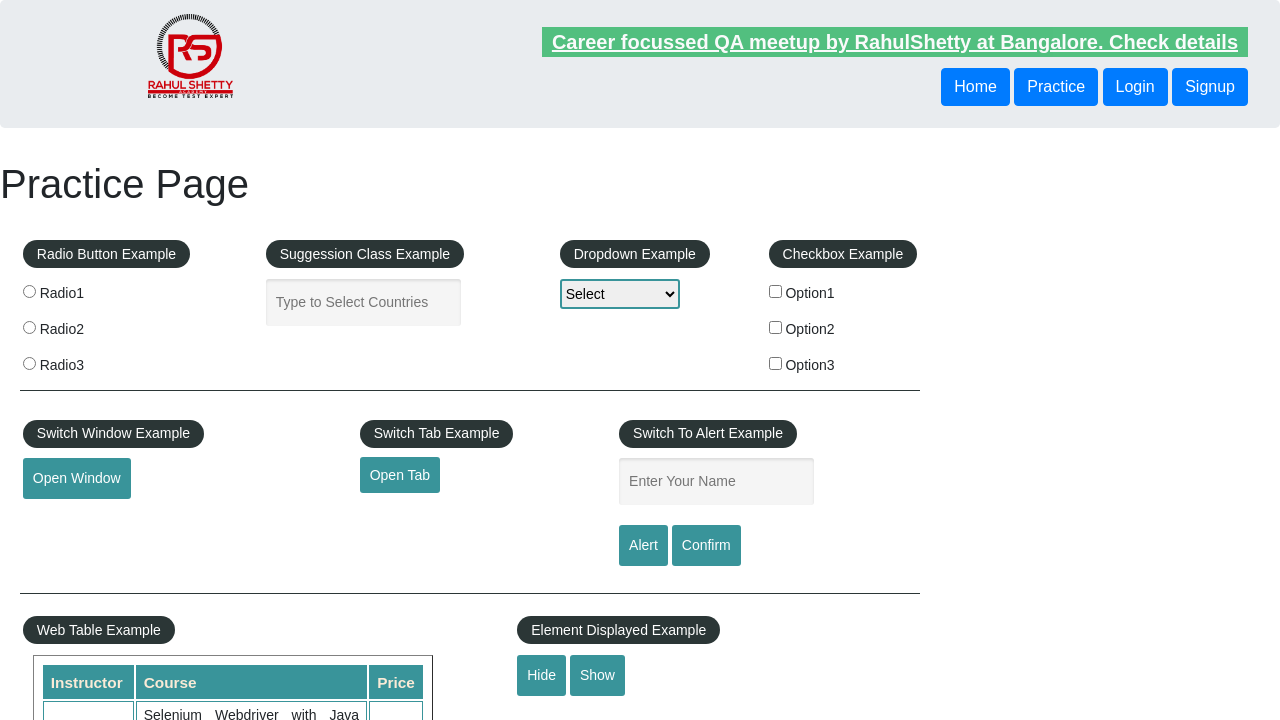 RAHUL SHETTY
ACADEMY
BECOME TEST EXPERT
Career focussed QA meetup by RahulShetty at Bangalore. Check details
Home Practice Login Signup
Practice Page
Radio Button Example
Radio1
Radio2
Radio3
Suggession Class Example
Type to Select Countries
Dropdown Example
Select
Checkbox Example
Option1
Option2
Option3
Switch Window Example
Open Window
Switch Tab Example
Open Tab
Switch To Alert Example
Enter Your Name
Alert Confirm
Web Table Example
Instructor Course Price
Selenium Webdriver with Java
Element Displayed Example
Hide Show